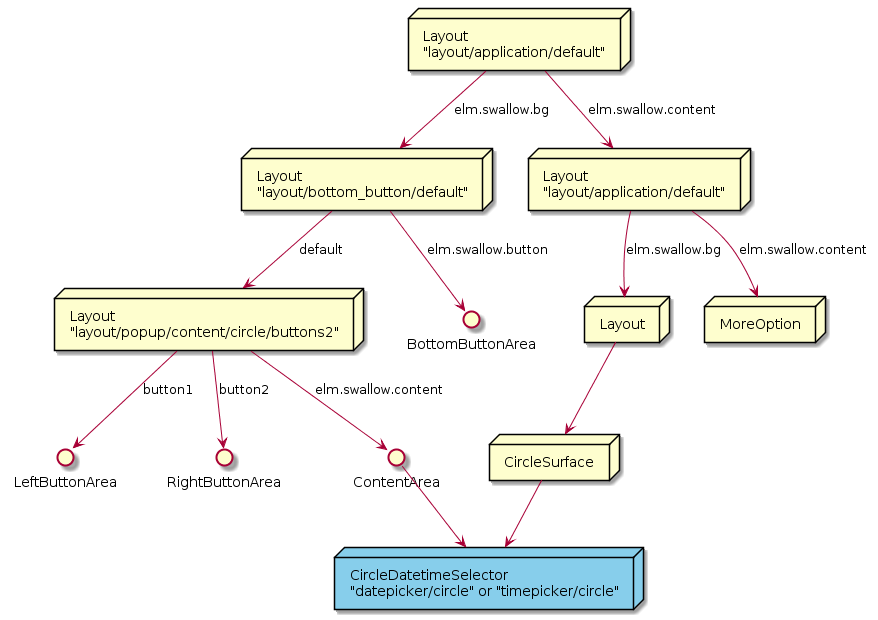 Layout
"layout/application/default"
elm.swallow.bg
elm.swallow.content
Layout
"layout/bottom_button/default"
Layout
"layout/application/default"
default
elm.swallow.button
elm.swallow.bg
elm.swallow.content
Layout
"layout/popup/content/circle/buttons2"
BottomButtonArea
Layout
MoreOption
button1
button2
elm.swallow.content
LeftButtonArea
RightButtonArea
ContentArea
CircleSurface
CircleDatetimeSelector
"datepicker/circle" or "timepicker/circle"